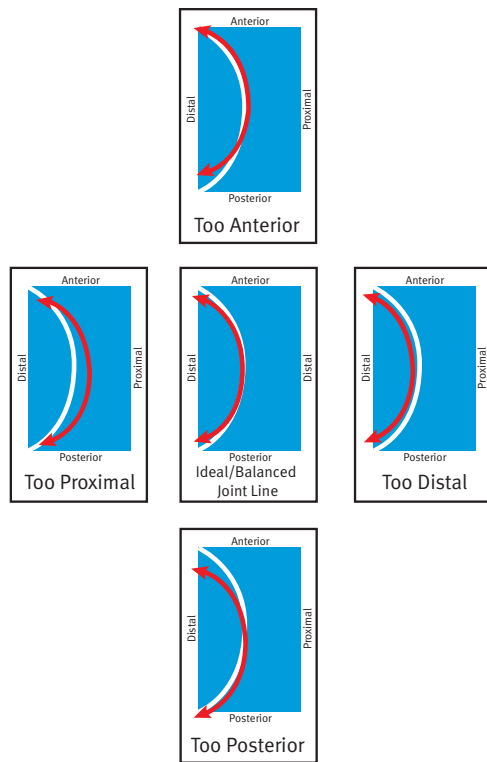 Anterior
Distal
Proximal
Posterior
Too Anterior
Anterior
Distal
Proximal
Posterior
Too Proximal
Anterior
Distal
Proximal
Posterior
Ideal/Balanced
Joint Line
Anterior
Distal
Proximal
Posterior
Too Distal
Anterior
Distal
Proximal
Posterior
Too Posterior